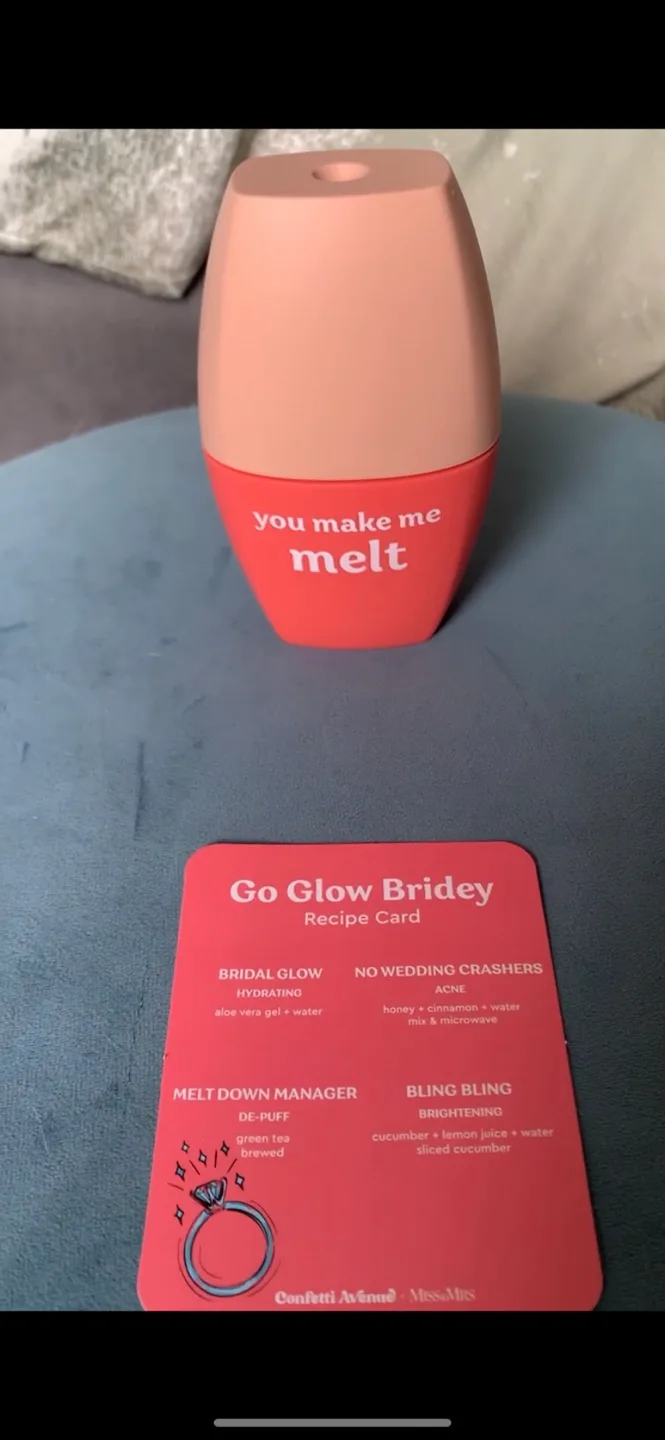 you make me
melt
Go Glow Bridey
Recipe Card
BRIDAL GLOW
HYDRATING
aloe vera gel + water
NO WEDDING CRASHERS
ACNE
honey + cinnamon + water
mix & microwave
MELT DOWN MANAGER
DE-PUFF
green tea
brewed
BLING BLING
BRIGHTENING
cucumber + lemon juice + water
sliced cucumber
Confetti Avenue · Miss to Mrs